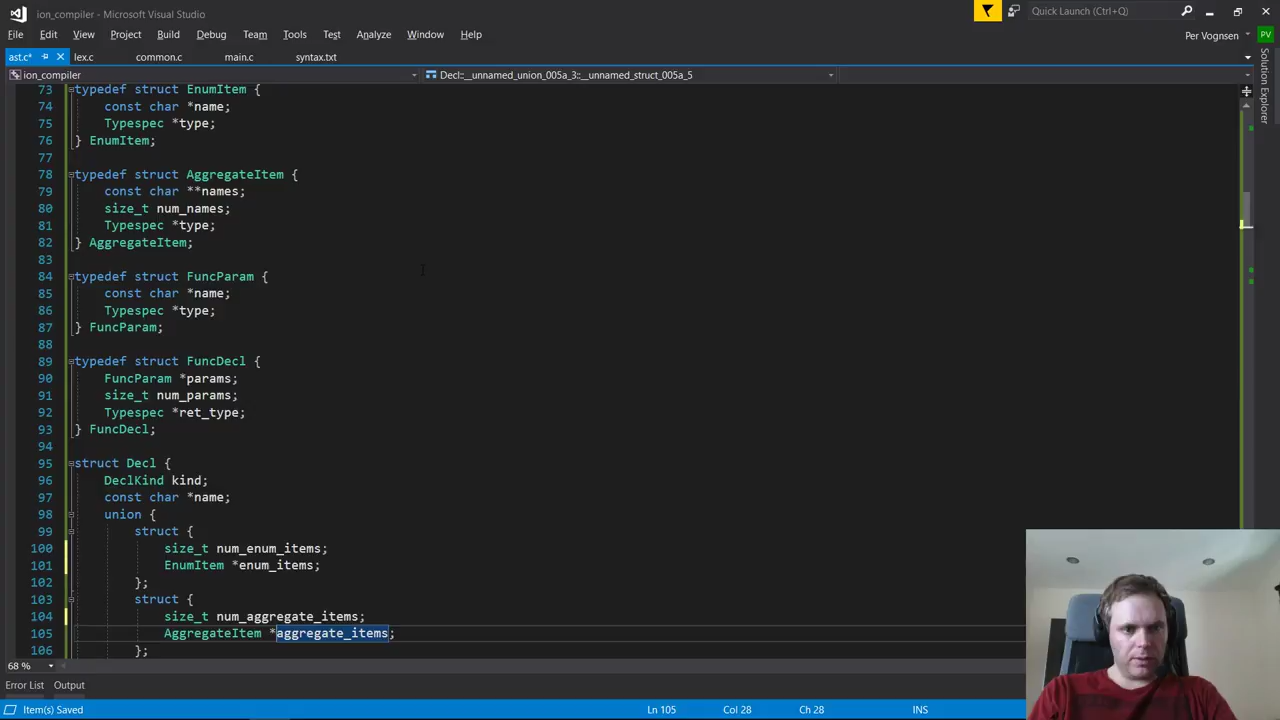 ion_compiler - Microsoft Visual Studio
Quick Launch (Ctrl+Q)
File Edit View Project Build Debug Team Tools Test Analyze Window Help
Per Vognsen PV
ast.c* lex.c common.c main.c syntax.txt
ion_compiler Decl::__unnamed_union_005a_3::__unnamed_struct_005a_5
Solution Explorer
73 typedef struct EnumItem {
74 const char *name;
75 Typespec *type;
76 } EnumItem;
77
78 typedef struct AggregateItem {
79 const char **names;
80 size_t num_names;
81 Typespec *type;
82 } AggregateItem;
83
84 typedef struct FuncParam {
85 const char *name;
86 Typespec *type;
87 } FuncParam;
88
89 typedef struct FuncDecl {
90 FuncParam *params;
91 size_t num_params;
92 Typespec *ret_type;
93 } FuncDecl;
94
95 struct Decl {
96 DeclKind kind;
97 const char *name;
98 union {
99 struct {
100 size_t num_enum_items;
101 EnumItem *enum_items;
102 };
103 struct {
104 size_t num_aggregate_items;
105 AggregateItem *aggregate_items;
106 };
68 %
Error List Output
Item(s) Saved Ln 105 Col 28 Ch 28 INS